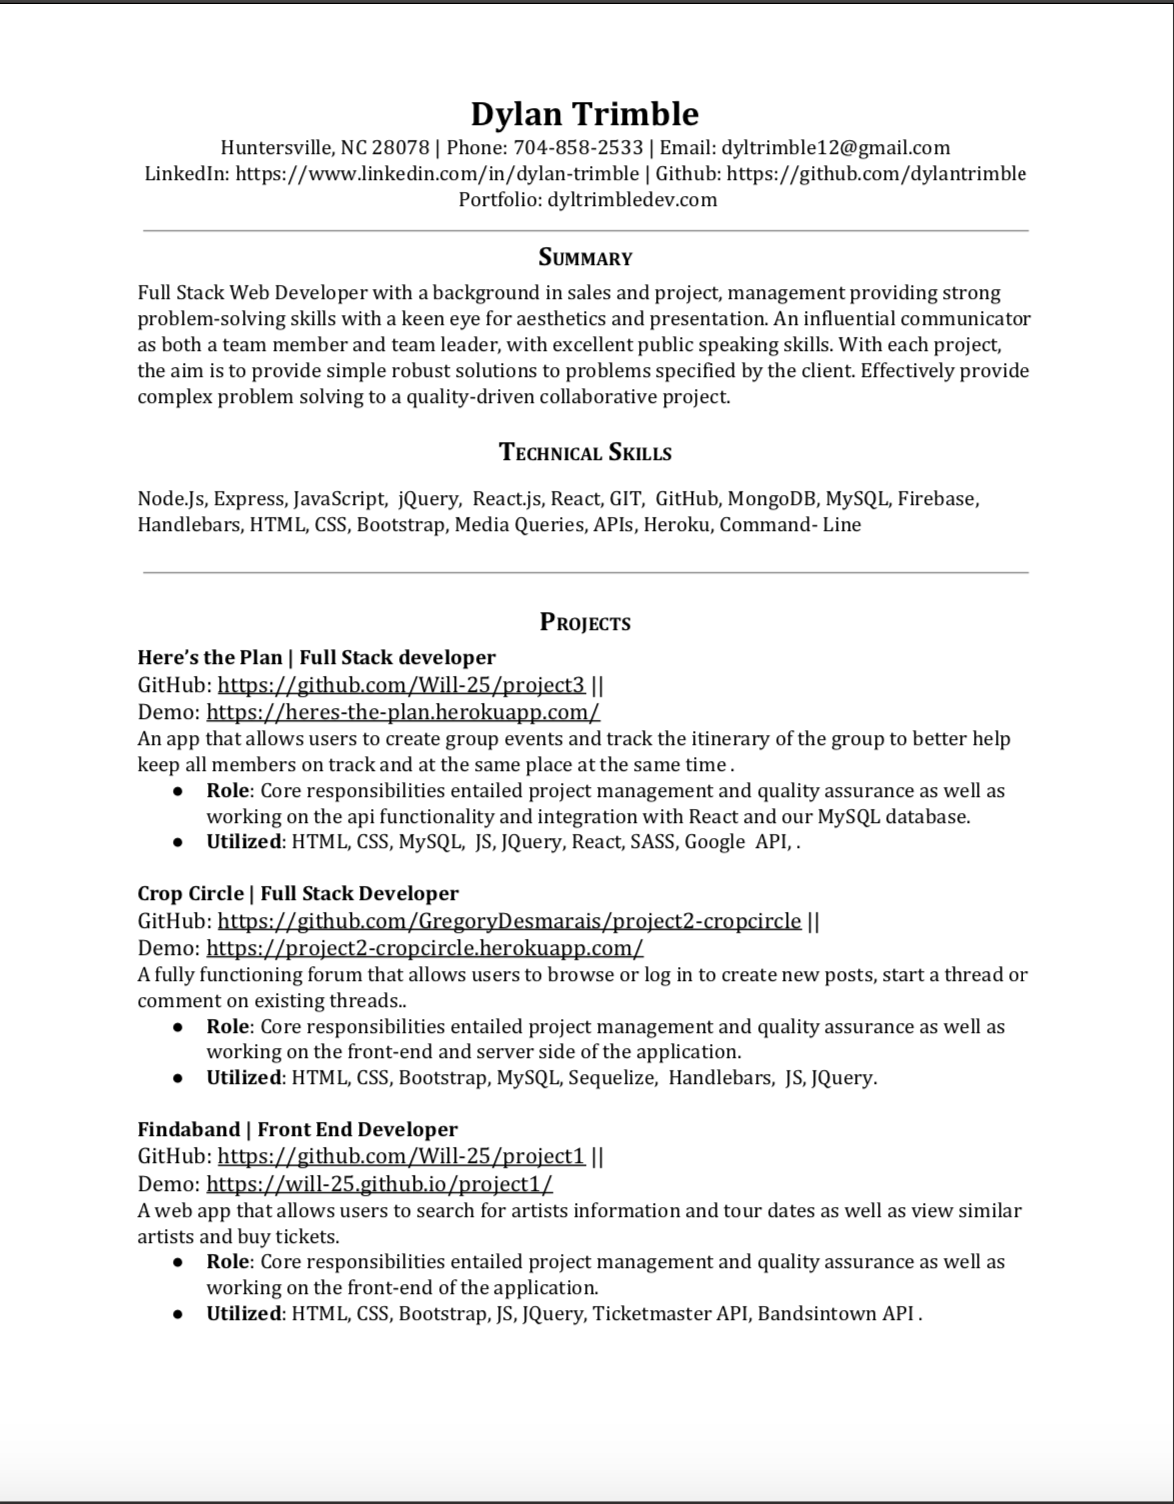 Dylan Trimble
Huntersville, NC 28078 | Phone: 704-858-2533 | Email: dyltrimble12@gmail.com
LinkedIn: https://www.linkedin.com/in/dylan-trimble | Github: https://github.com/dylantrimble
Portfolio: dyltrimbledev.com
Summary
Full Stack Web Developer with a background in sales and project, management providing strong
problem-solving skills with a keen eye for aesthetics and presentation. An influential communicator
as both a team member and team leader, with excellent public speaking skills. With each project,
the aim is to provide simple robust solutions to problems specified by the client. Effectively provide
complex problem solving to a quality-driven collaborative project.
Technical Skills
Node.Js, Express, JavaScript,  jQuery,  React.js, React, GIT,  GitHub, MongoDB, MySQL, Firebase,
Handlebars, HTML, CSS, Bootstrap, Media Queries, APIs, Heroku, Command- Line
Projects
Here’s the Plan | Full Stack developer
GitHub: https://github.com/Will-25/project3 ||
Demo: https://heres-the-plan.herokuapp.com/
An app that allows users to create group events and track the itinerary of the group to better help
keep all members on track and at the same place at the same time .
● Role: Core responsibilities entailed project management and quality assurance as well as
working on the api functionality and integration with React and our MySQL database.
● Utilized: HTML, CSS, MySQL,  JS, JQuery, React, SASS, Google  API, .
Crop Circle | Full Stack Developer
GitHub: https://github.com/GregoryDesmarais/project2-cropcircle ||
Demo: https://project2-cropcircle.herokuapp.com/
A fully functioning forum that allows users to browse or log in to create new posts, start a thread or
comment on existing threads..
● Role: Core responsibilities entailed project management and quality assurance as well as
working on the front-end and server side of the application.
● Utilized: HTML, CSS, Bootstrap, MySQL, Sequelize,  Handlebars,  JS, JQuery.
Findaband | Front End Developer
GitHub: https://github.com/Will-25/project1 ||
Demo: https://will-25.github.io/project1/
A web app that allows users to search for artists information and tour dates as well as view similar
artists and buy tickets.
● Role: Core responsibilities entailed project management and quality assurance as well as
working on the front-end of the application.
● Utilized: HTML, CSS, Bootstrap, JS, JQuery, Ticketmaster API, Bandsintown API .